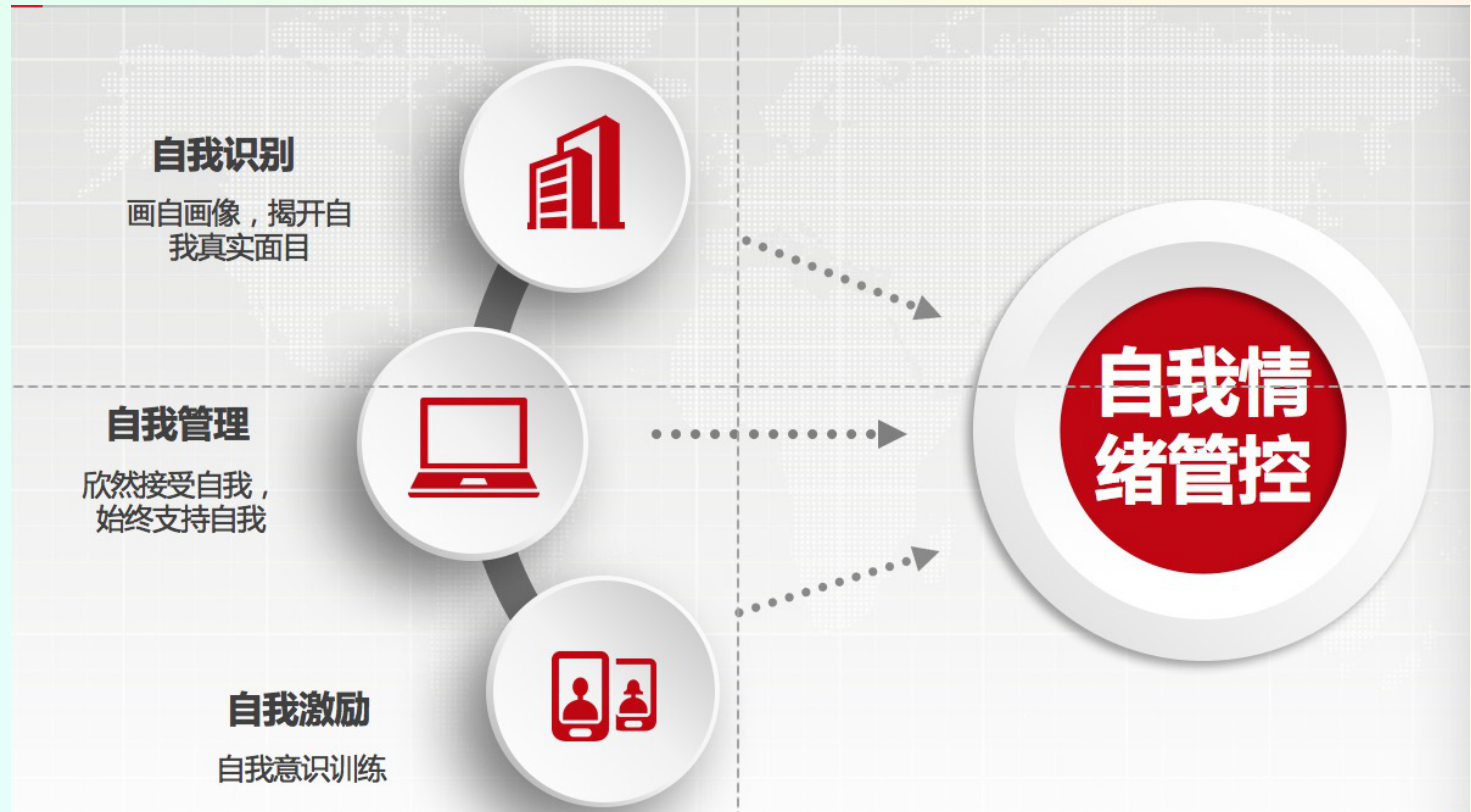 自我识别
画自画像，揭开自
我真实面目
自我管理
欣然接受自我，
始终支持自我
自我激励
自我意识训练
自我情
绪管控